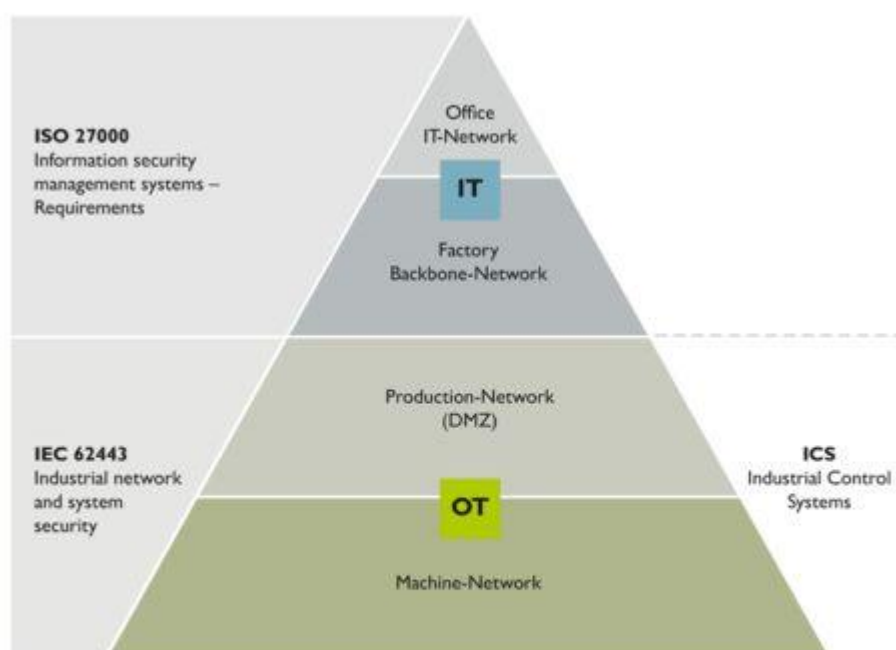 ISO 27000
Information security
management systems –
Requirements
Office
IT-Network
IT
Factory
Backbone-Network
IEC 62443
Industrial network
and system
security
Production-Network
(DMZ)
OT
Machine-Network
ICS
Industrial Control
Systems